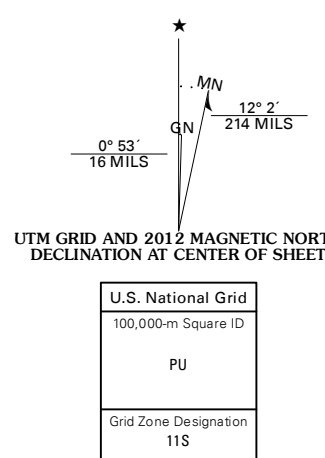 MN
GN
12° 2´
214 MILS
0° 53´
16 MILS
UTM GRID AND 2012 MAGNETIC NORT
DECLINATION AT CENTER OF SHEET
U.S. National Grid
100,000-m Square ID
PU
Grid Zone Designation
11S